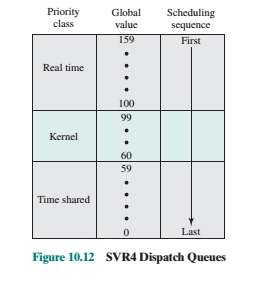 Priority class
Global value
Scheduling sequence
Real time
159
First
100
Kernel
99
60
Time shared
59
0
Last
Figure 10.12 SVR4 Dispatch Queues